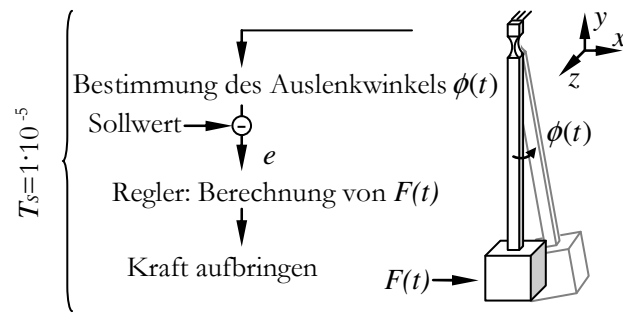 Bestimmung des Auslenkwinkels ϕ(t)
Sollwert
-
e
Regler: Berechnung von F(t)
Kraft aufbringen
Ts=1·10⁻⁵
y
x
z
ϕ(t)
F(t)